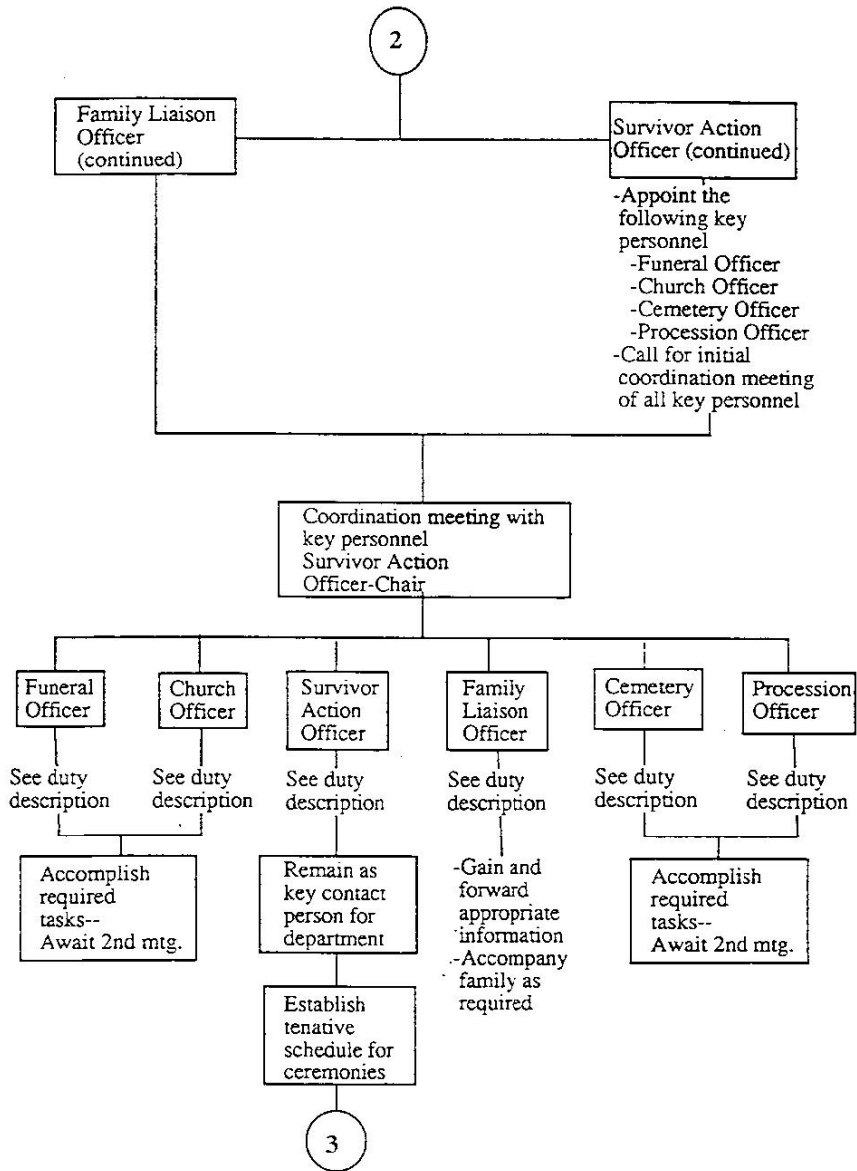 2
Family Liaison
Officer
(continued)
Survivor Action
Officer (continued)
-Appoint the
following key
personnel
-Funeral Officer
-Church Officer
-Cemetery Officer
-Procession Officer
-Call for initial
coordination meeting
of all key personnel
Coordination meeting with
key personnel
Survivor Action
Officer-Chair
Funeral
Officer
See duty
description
Church
Officer
See duty
description
Accomplish
required
tasks--
Await 2nd mtg.
Survivor
Action
Officer
See duty
description
Remain as
key contact
person for
department
Establish
tenative
schedule for
ceremonies
3
Family
Liaison
Officer
See duty
description
-Gain and
forward
appropriate
information
-Accompany
family as
required
Cemetery
Officer
See duty
description
Procession
Officer
See duty
description
Accomplish
required
tasks--
Await 2nd mtg.